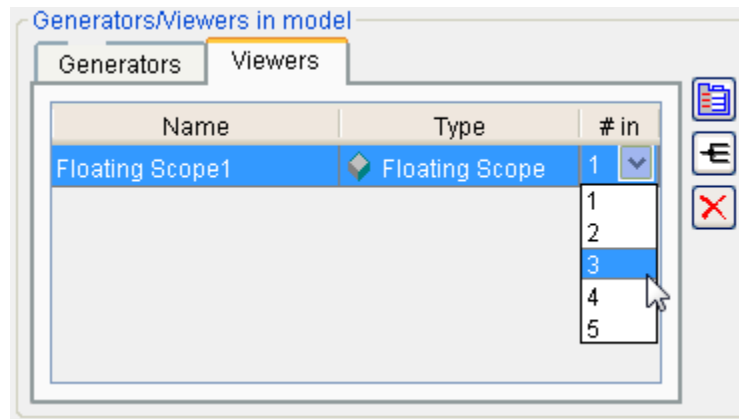 Generators/Viewers in model
Generators Viewers
Name Type # in
Floating Scope1 Floating Scope 1
1
2
3
4
5